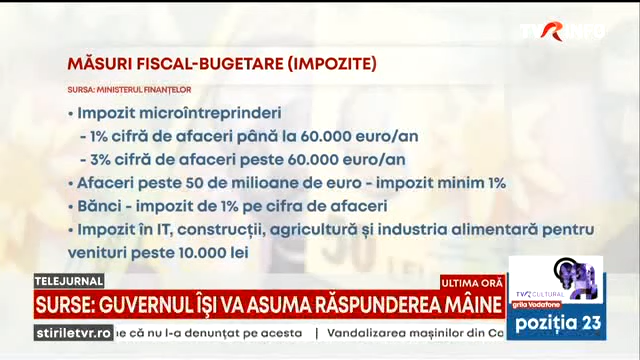 TVR INFO
MĂSURI FISCAL-BUGETARE (IMPOZITE)
SURSA: MINISTERUL FINANȚELOR
• Impozit microîntreprinderi
- 1% cifră de afaceri până la 60.000 euro/an
- 3% cifră de afaceri peste 60.000 euro/an
• Afaceri peste 50 de milioane de euro - impozit minim 1%
• Bănci - impozit de 1% pe cifra de afaceri
• Impozit în IT, construcții, agricultură și industria alimentară pentru
venituri peste 10.000 lei
TELEJURNAL
ULTIMA ORĂ
SURSE: GUVERNUL ÎȘI VA ASUMA RĂSPUNDEREA MÂINE
stiriletvr.ro
ne că nu l-a denunțat pe acesta | Vandalizarea mașinilor din Ca
TVR CULTURAL
grila Vodafone
poziția 23